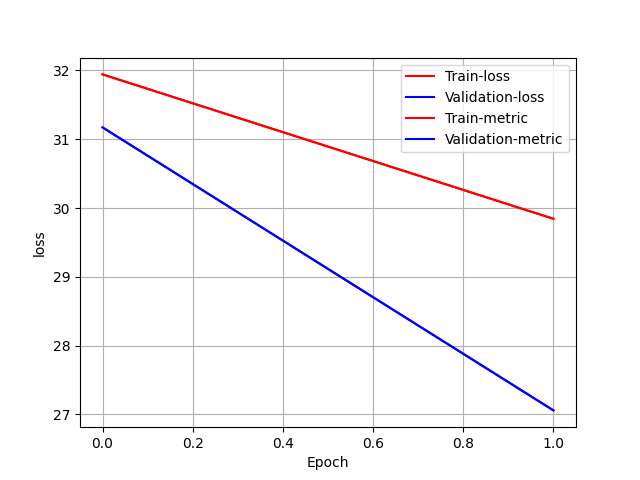 32
31
30
29
28
27
loss
Train-loss
Validation-loss
Train-metric
Validation-metric
0.0
0.2
0.4
0.6
0.8
1.0
Epoch